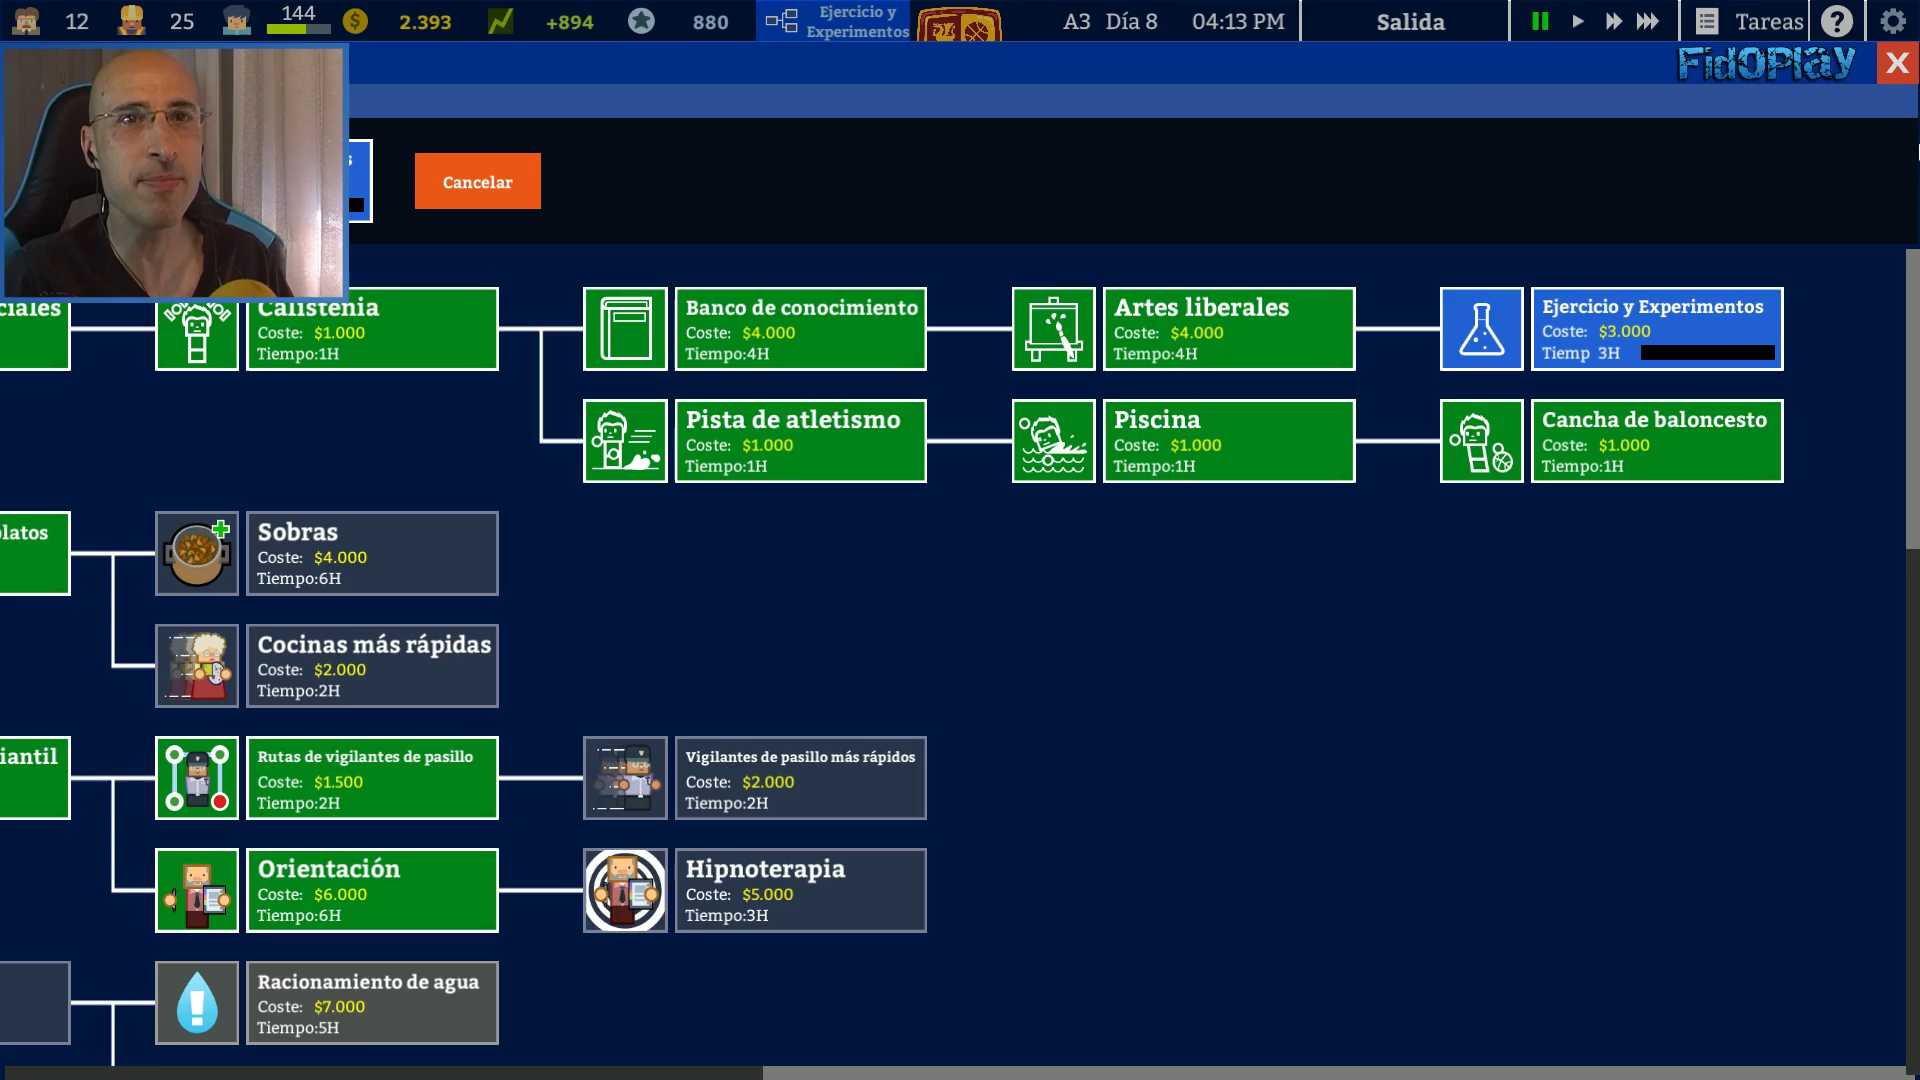 12 25 144 2.393 +894 880 Ejercicio y Experimentos A3 Día 8 04:13 PM Salida Tareas ?
FidOPlay X
s
Cancelar
ciales
Calistenia
Coste: $1.000
Tiempo:1H
Banco de conocimiento
Coste: $4.000
Tiempo:4H
Artes liberales
Coste: $4.000
Tiempo:4H
Ejercicio y Experimentos
Coste: $3.000
Tiemp 3H
Pista de atletismo
Coste: $1.000
Tiempo:1H
Piscina
Coste: $1.000
Tiempo:1H
Cancha de baloncesto
Coste: $1.000
Tiempo:1H
platos
Sobras
Coste: $4.000
Tiempo:6H
Cocinas más rápidas
Coste: $2.000
Tiempo:2H
iantil
Rutas de vigilantes de pasillo
Coste: $1.500
Tiempo:2H
Vigilantes de pasillo más rápidos
Coste: $2.000
Tiempo:2H
Orientación
Coste: $6.000
Tiempo:6H
Hipnoterapia
Coste: $5.000
Tiempo:3H
Racionamiento de agua
Coste: $7.000
Tiempo:5H